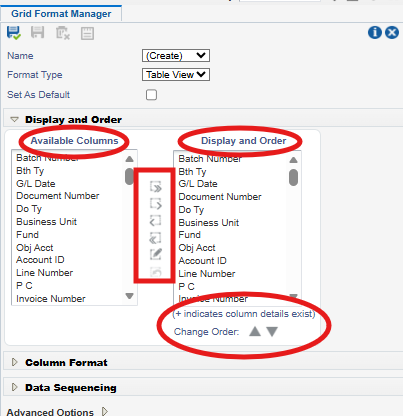 Grid Format Manager
Name (Create)
Format Type Table View
Set As Default
Display and Order
Available Columns Display and Order
Batch Number Batch Number
Bth Ty Bth Ty
G/L Date G/L Date
Document Number Document Number
Do Ty Do Ty
Business Unit Business Unit
Fund Fund
Obj Acct Obj Acct
Account ID Account ID
Line Number Line Number
P C P C
Invoice Number Invoice Number
(+ indicates column details exist)
Change Order:
Column Format
Data Sequencing
Advanced Options